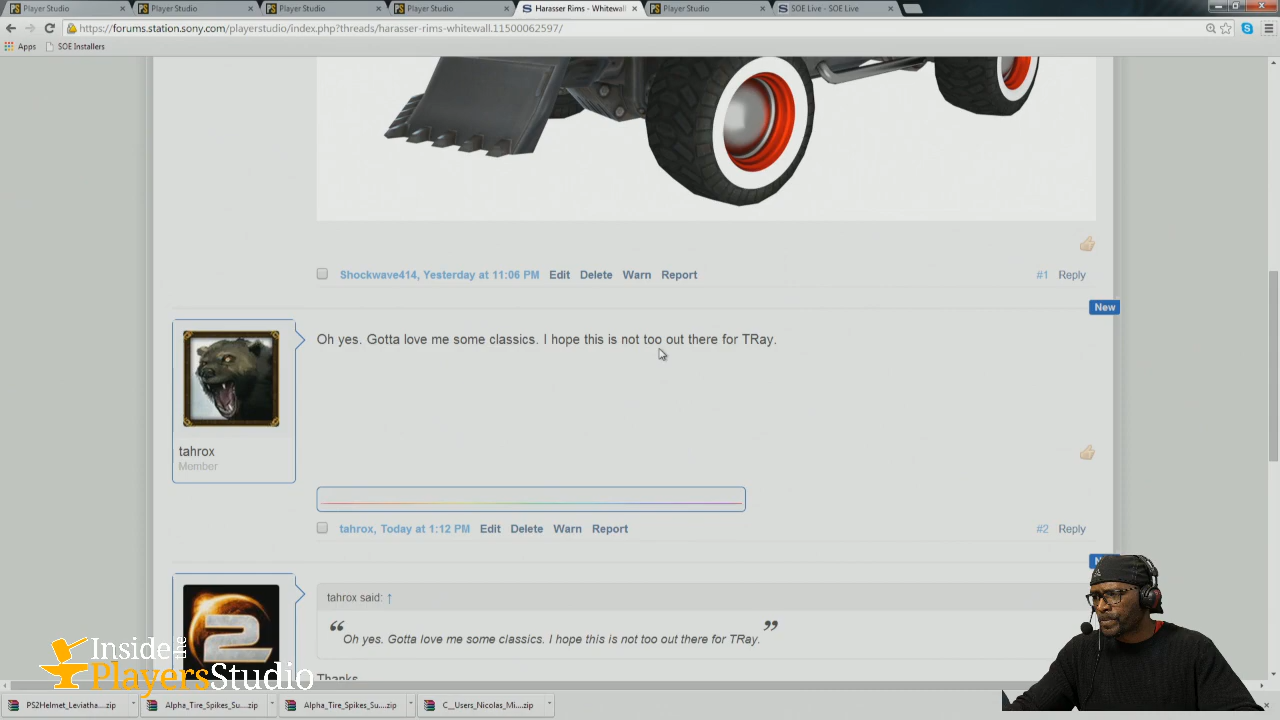 Player Studio
Player Studio
Player Studio
Player Studio
Harasser Rims - Whitewall
Player Studio
SOE Live - SOE Live
https://forums.station.sony.com/playerstudio/index.php?threads/harasser-rims-whitewall.11500062597/
Apps
SOE Installers
Shockwave414, Yesterday at 11:06 PM Edit Delete Warn Report
#1 Reply
New
Oh yes. Gotta love me some classics. I hope this is not too out there for TRay.
tahrox
Member
tahrox, Today at 1:12 PM Edit Delete Warn Report
#2 Reply
tahrox said: ↑
“ Oh yes. Gotta love me some classics. I hope this is not too out there for TRay. ”
2
Thanks
Inside the
PlayersStudio
PS2Helmet_Leviatha....zip
Alpha_Tire_Spikes_Su....zip
Alpha_Tire_Spikes_Su....zip
C__Users_Nicolas_Mi....zip